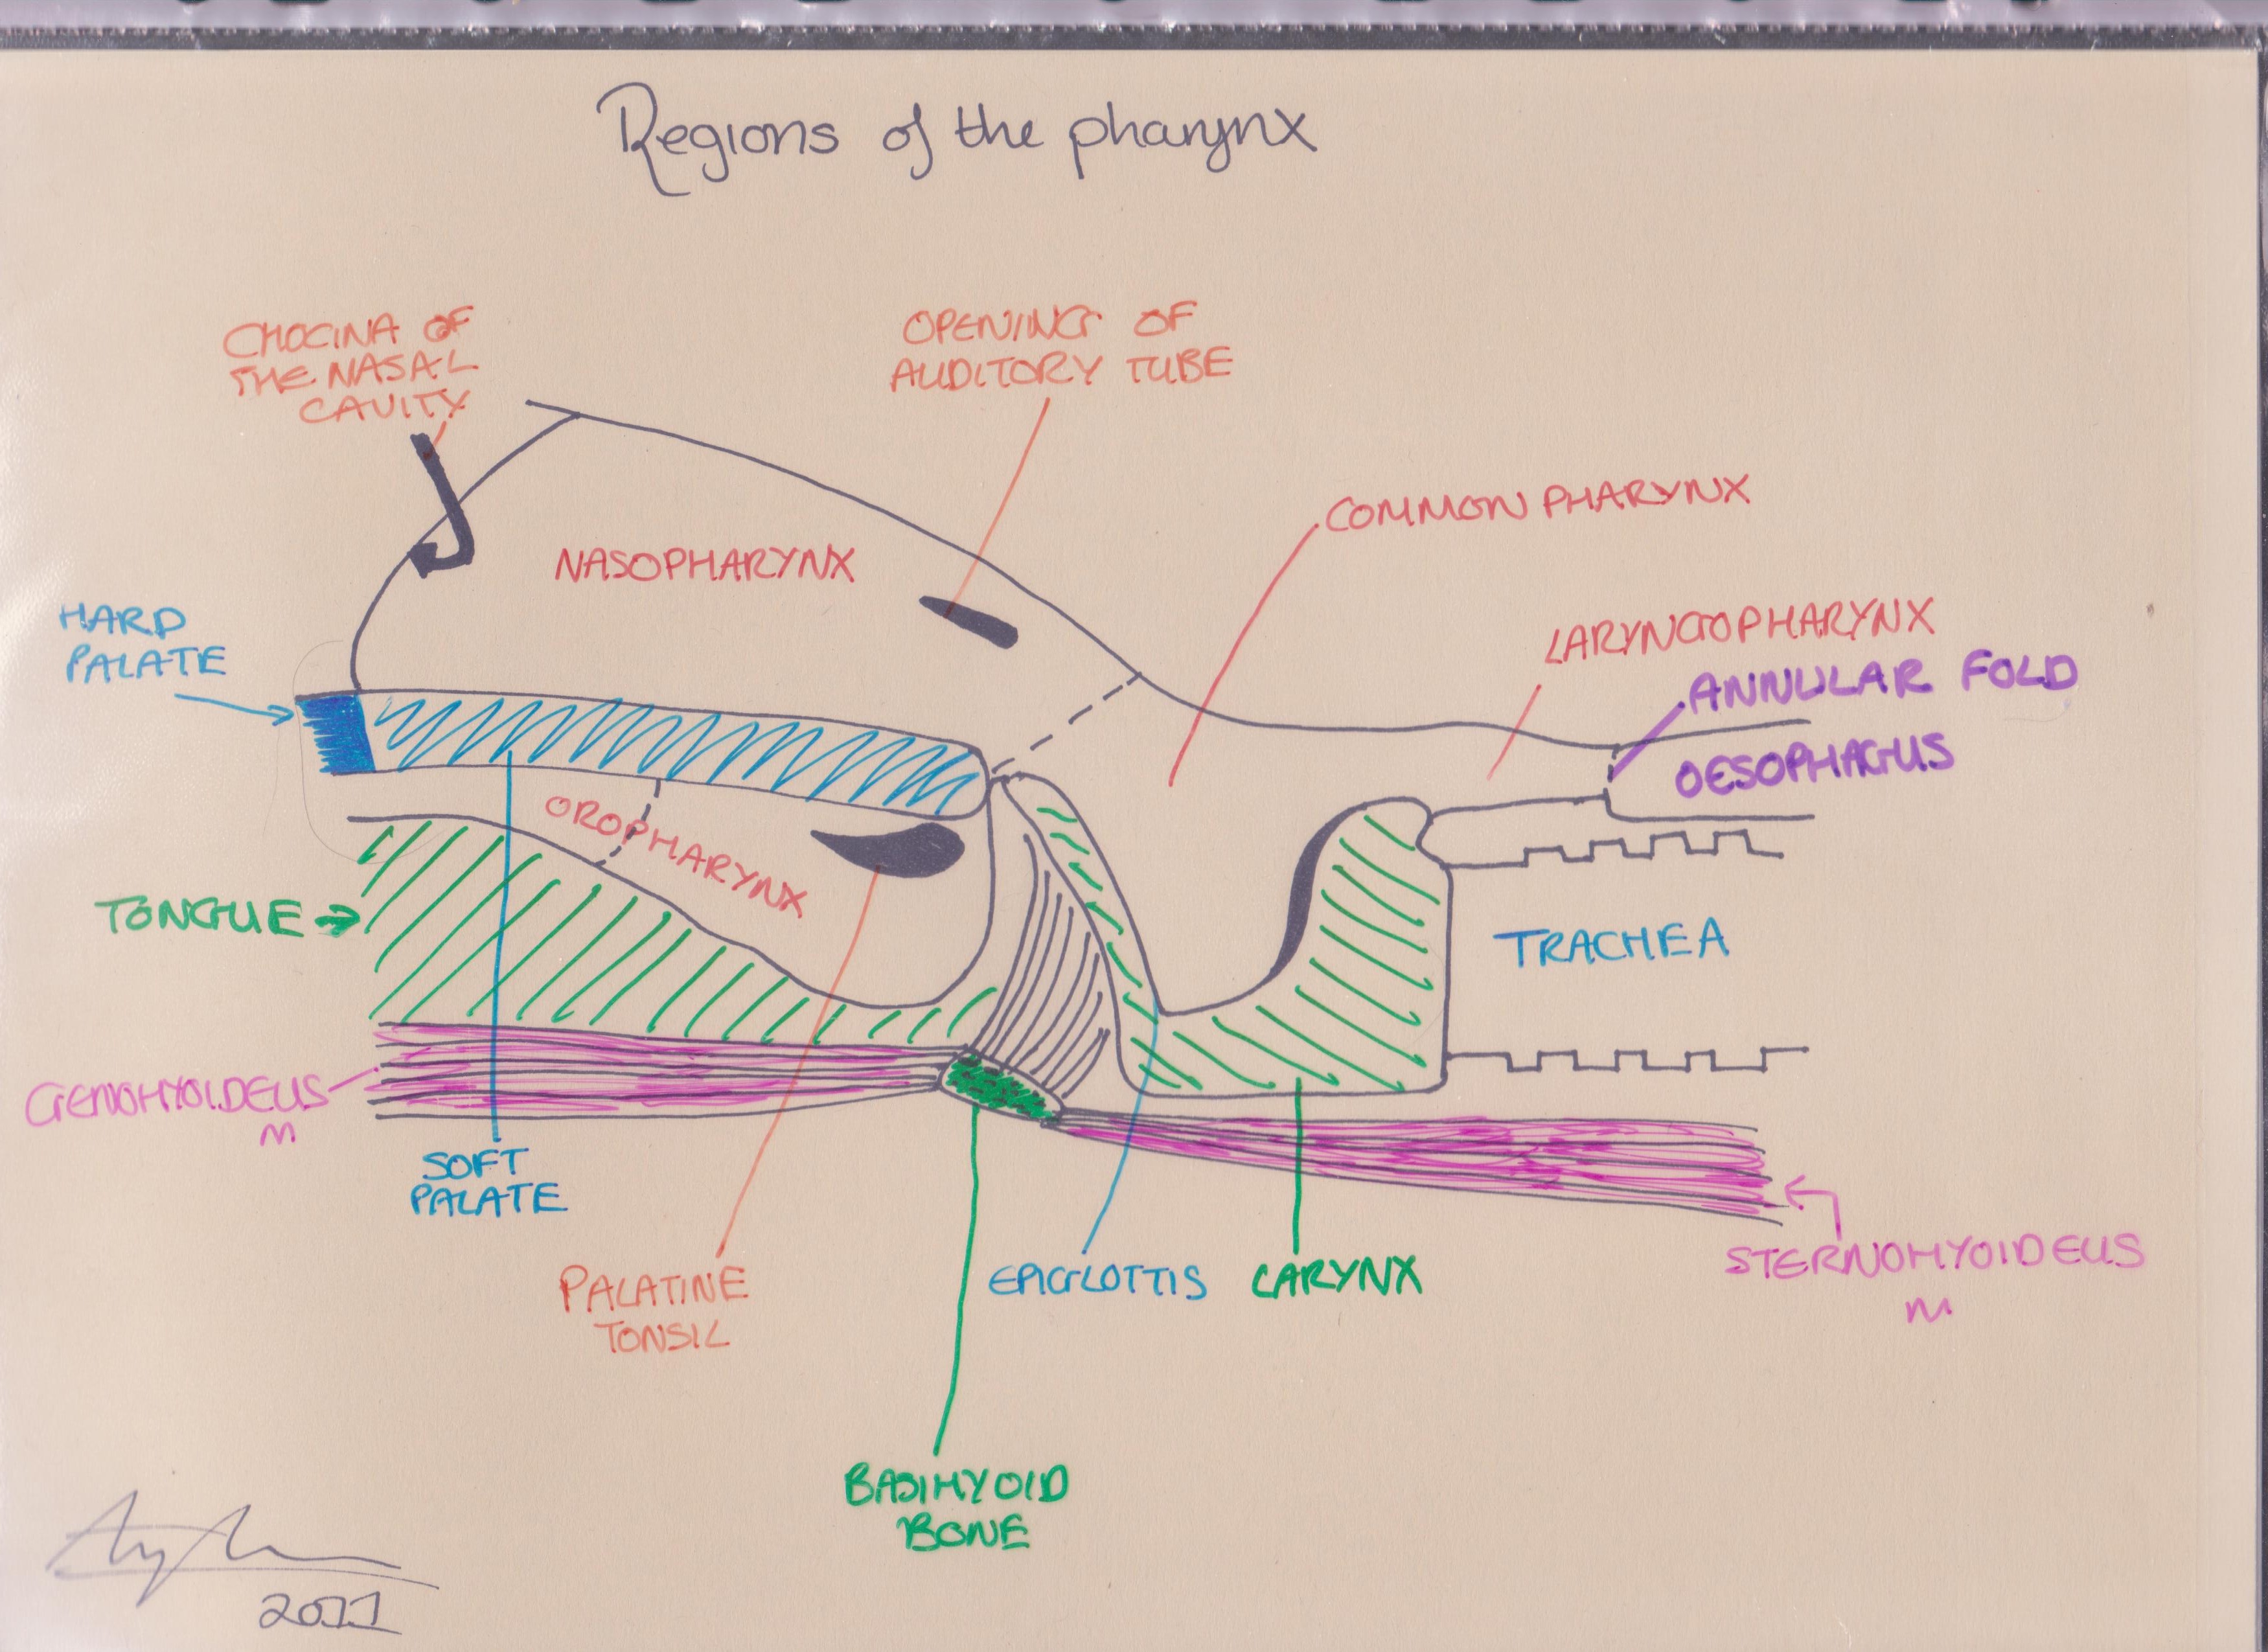 Regions of the pharynx
CHOCINA OF
THE NASAL
CAVITY
OPENING OF
AUDITORY TUBE
COMMON PHARYNX
NASOPHARYNX
HARD
PALATE
LARYNGOPHARYNX
ANNULAR FOLD
OESOPHAGUS
OROPHARYNX
TONGUE
TRACHEA
GENIOHYOIDEUS
M
SOFT
PALATE
PALATINE
TONSIL
EPIGLOTTIS
LARYNX
STERNOHYOIDEUS
M
BASIHYOID
BONE
2011